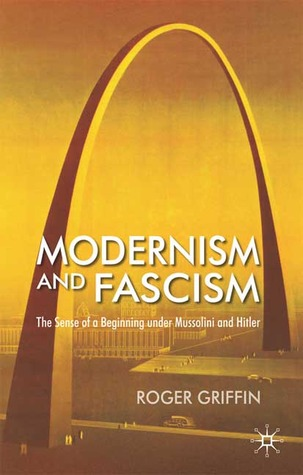 MODERNISM
AND FASCISM
The Sense of a Beginning under Mussolini and Hitler
ROGER GRIFFIN